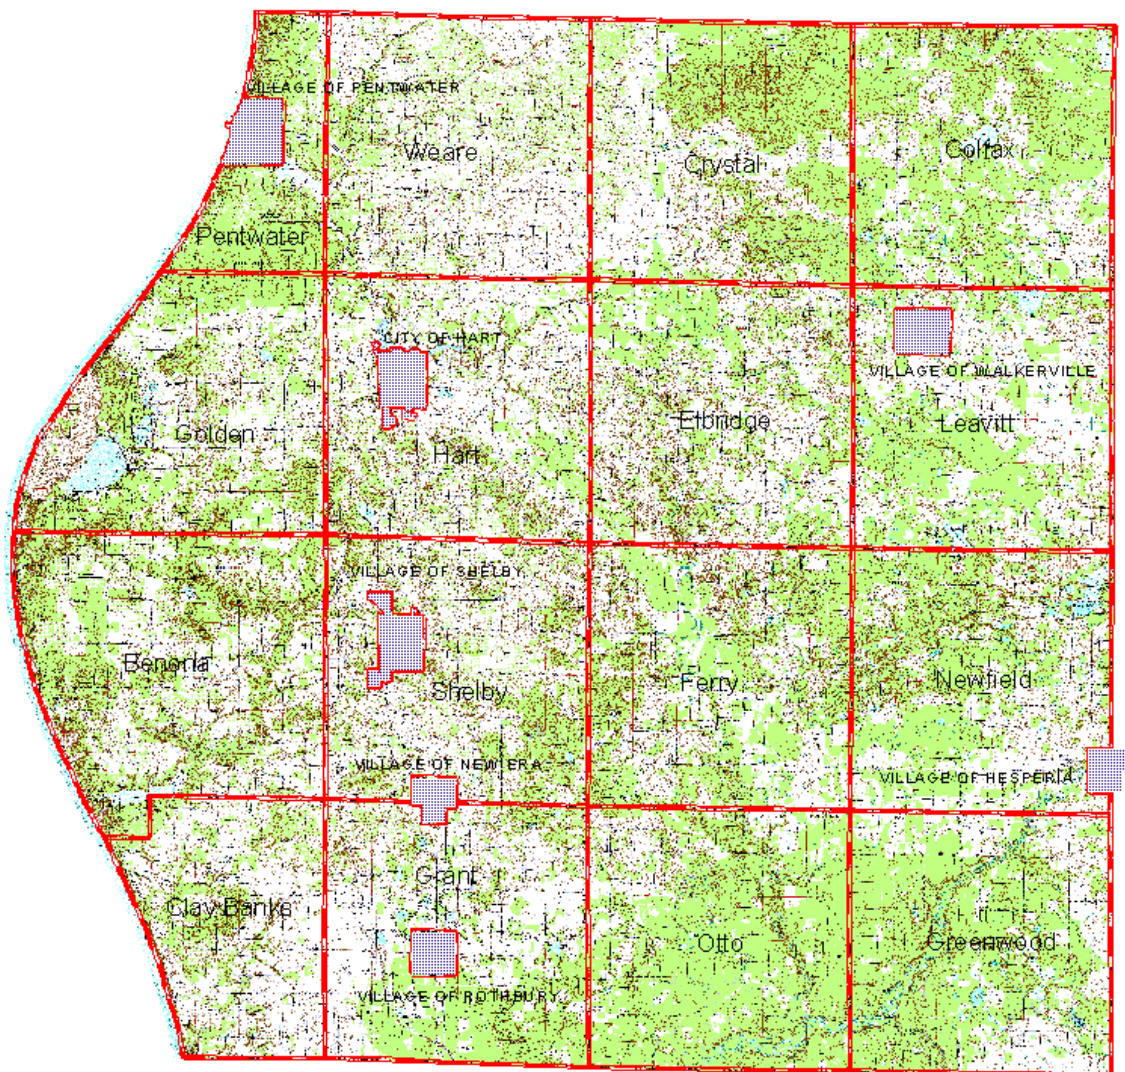 VILLAGE OF PENTWATER
Weare
Crystal
Colfax
Pentwater
CITY OF HART
VILLAGE OF WALKERVILLE
Golden
Hart
Elbridge
Leavitt
VILLAGE OF SHELBY
Benona
Shelby
Ferry
Newfield
VILLAGE OF NEW ERA
VILLAGE OF HESPERIA
Grant
Clay Banks
Otto
Greenwood
VILLAGE OF ROTHBURY